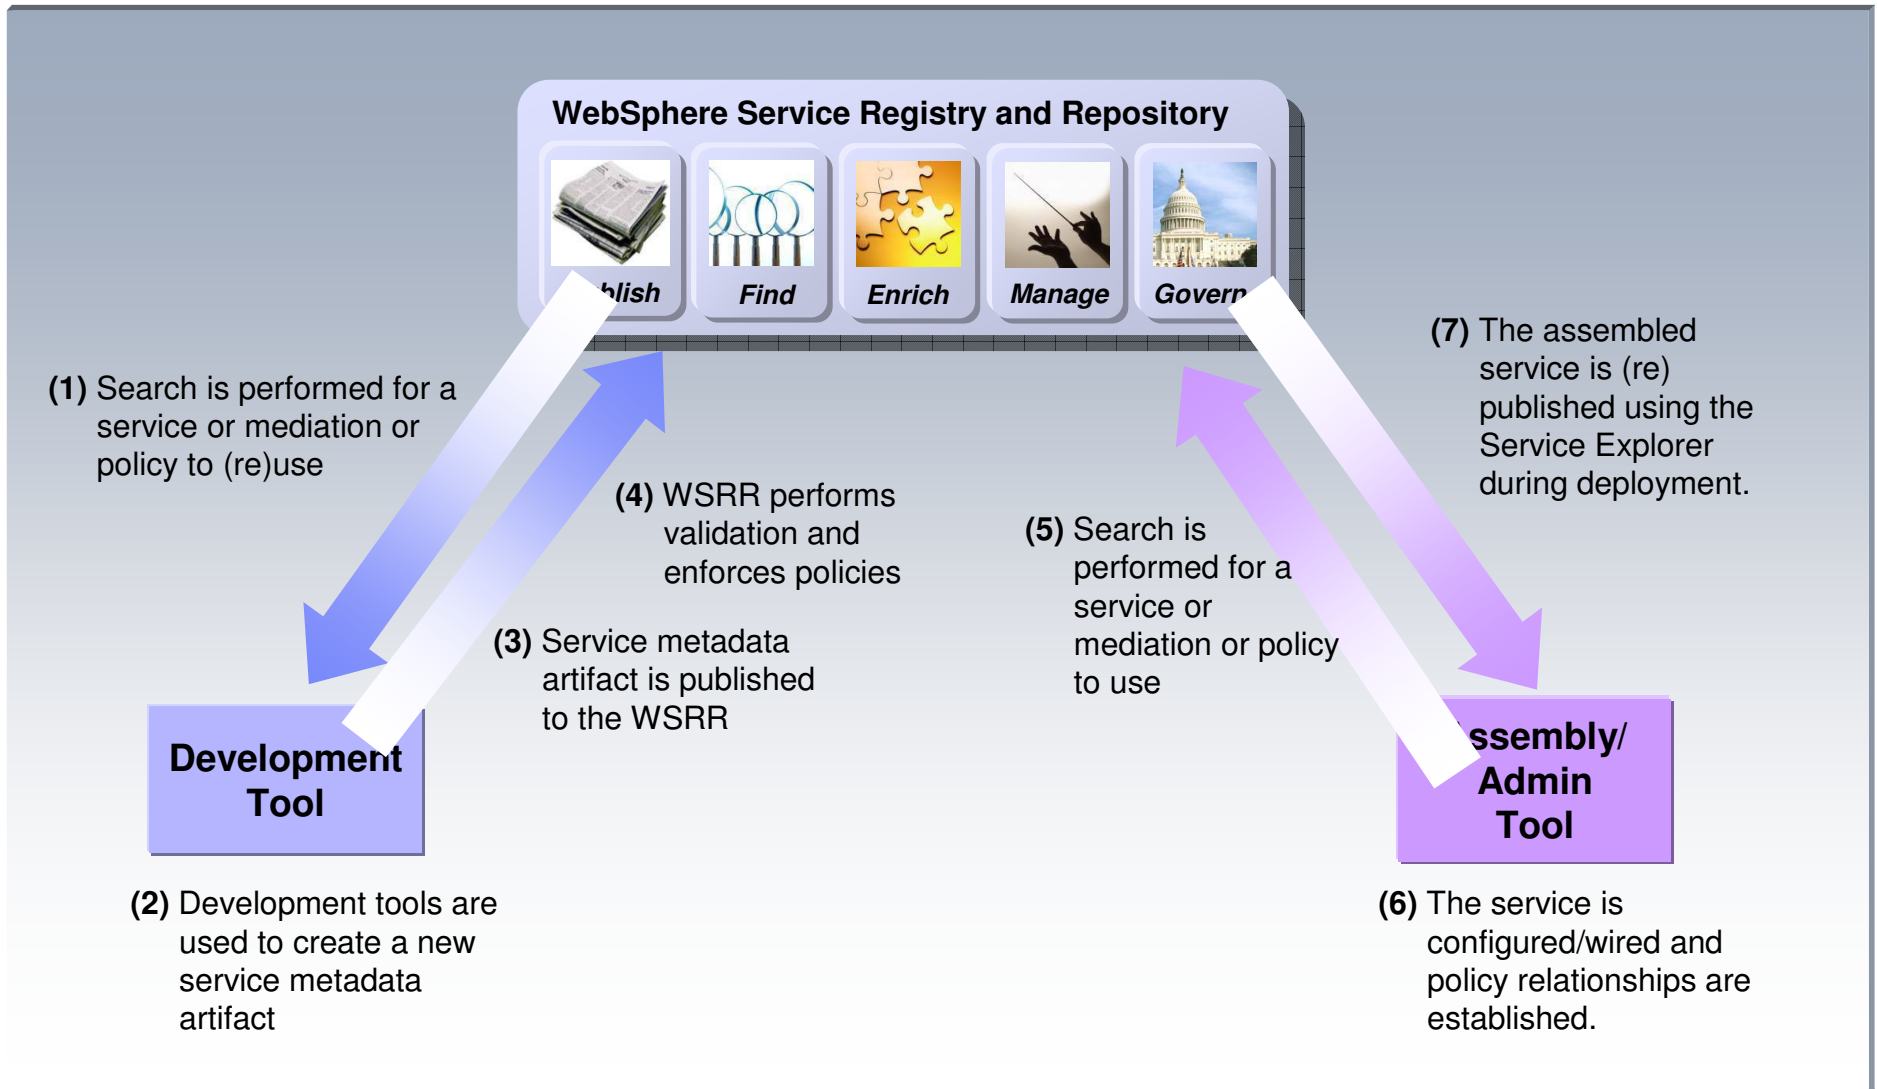 WebSphere Service Registry and Repository
blish
Find
Enrich
Manage
Govern
(1) Search is performed for a
service or mediation or
policy to (re)use
(4) WSRR performs
validation and
enforces policies
(3) Service metadata
artifact is published
to the WSRR
(5) Search is
performed for a
service or
mediation or policy
to use
(7) The assembled
service is (re)
published using the
Service Explorer
during deployment.
Development
Tool
ssembly/
Admin
Tool
(2) Development tools are
used to create a new
service metadata
artifact
(6) The service is
configured/wired and
policy relationships are
established.